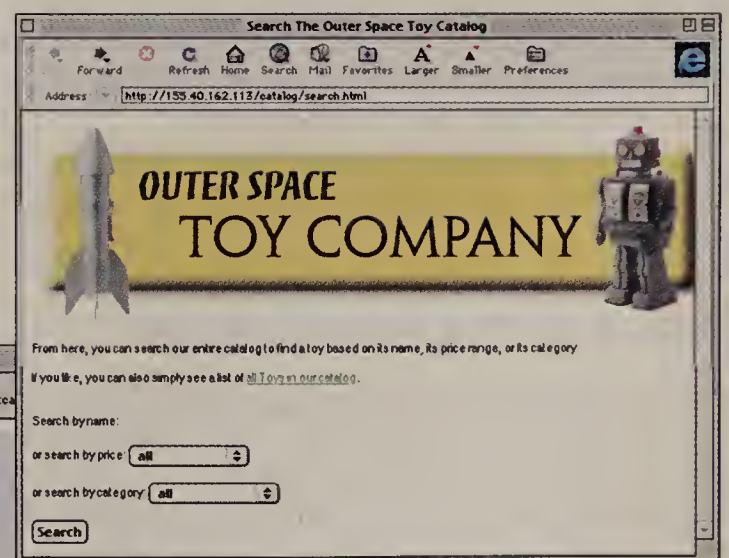 Search The Outer Space Toy Catalog
Forward Refresh Home Search Mail Favorites Larger Smaller Preferences
Address: http://155.40.162.113/catalog/search.html
OUTER SPACE
TOY COMPANY
From here, you can search our entire catalog to find a toy based on its name, its price range, or its category
If you like, you can also simply see a list of all Toys in our catalog.
Search by name:
or search by price: all
or search by category: all
Search